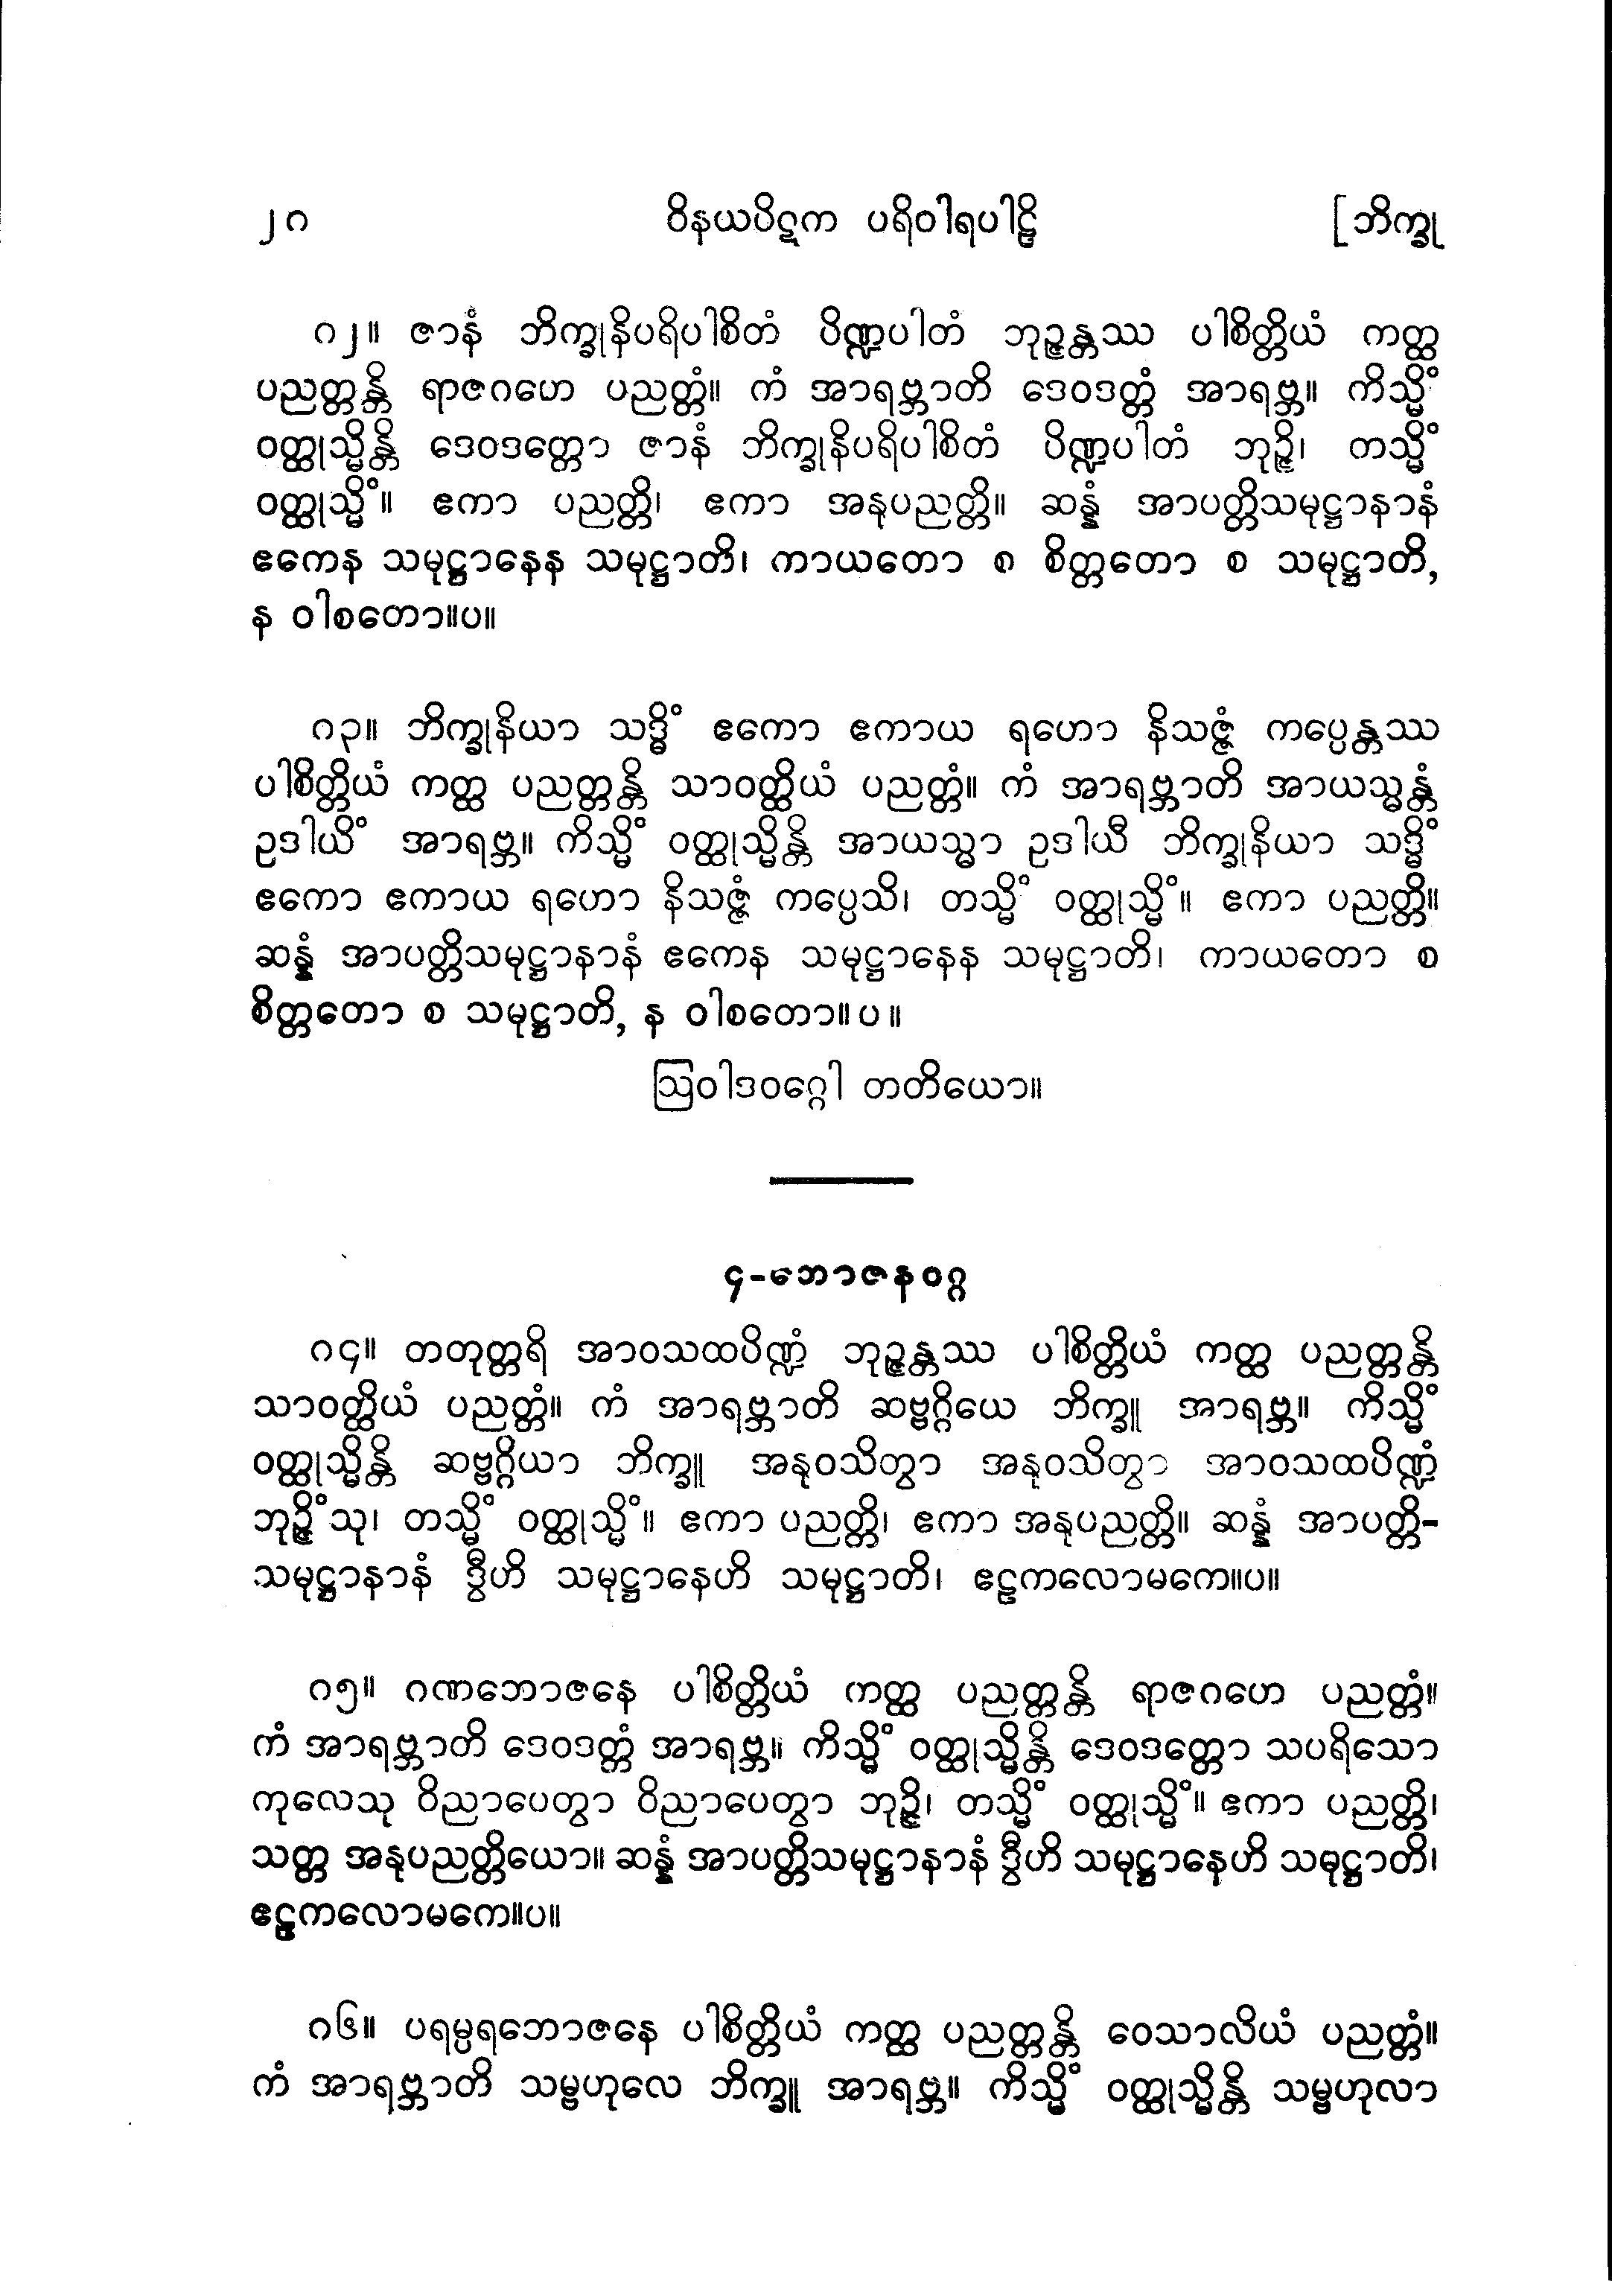 ၂၈ ဝိနယပိဋက ပရိဝါရပါဠိ [ဘိက္ခု
၈၂။ ဇာနံ ဘိက္ခုနိပရိပါစိတံ ပိဏ္ဍပါတံ ဘုဉ္ဇန္တဿ ပါစိတ္တိယံ ကတ္ထ
ပညတ္တန္တိ ရာဇဂဟေ ပညတ္တံ။ ကံ အာရဗ္ဘာတိ ဒေဝဒတ္တံ အာရဗ္ဘ။ ကိသ္မိံ
ဝတ္ထုသ္မိန္တိ ဒေဝဒတ္တော ဇာနံ ဘိက္ခုနိပရိပါစိတံ ပိဏ္ဍပါတံ ဘုဉ္ဇိ၊ ကသ္မိံ
ဝတ္ထုသ္မိံ။ ဧကာ ပညတ္တိ၊ ဧကာ အနုပညတ္တိ။ ဆန္နံ အာပတ္တိသမုဋ္ဌာနာနံ
ဧကေန သမုဋ္ဌာနေန သမုဋ္ဌာတိ၊ ကာယတော စ စိတ္တတော စ သမုဋ္ဌာတိ,
န ဝါစတော။ပ။
၈၃။ ဘိက္ခုနိယာ သဒ္ဓိံ ဧကော ဧကာယ ရဟော နိသဇ္ဇံ ကပ္ပေန္တဿ
ပါစိတ္တိယံ ကတ္ထ ပညတ္တန္တိ သာဝတ္ထိယံ ပညတ္တံ။ ကံ အာရဗ္ဘာတိ အာယသ္မန္တံ
ဥဒါယိံ အာရဗ္ဘ။ ကိသ္မိံ ဝတ္ထုသ္မိန္တိ အာယသ္မာ ဥဒါယီ ဘိက္ခုနိယာ သဒ္ဓိံ
ဧကော ဧကာယ ရဟော နိသဇ္ဇံ ကပ္ပေသိ၊ တသ္မိံ ဝတ္ထုသ္မိံ။ ဧကာ ပညတ္တိ။
ဆန္နံ အာပတ္တိသမုဋ္ဌာနာနံ ဧကေန သမုဋ္ဌာနေန သမုဋ္ဌာတိ၊ ကာယတော စ
စိတ္တတော စ သမုဋ္ဌာတိ, န ဝါစတော။ပ။
ဩဝါဒဝဂ္ဂေါ တတိယော။
၄-ဘောဇနဝဂ္ဂ
၈၄။ တတုတ္တရိ အာဝသထပိဏ္ဍံ ဘုဉ္ဇန္တဿ ပါစိတ္တိယံ ကတ္ထ ပညတ္တန္တိ
သာဝတ္ထိယံ ပညတ္တံ။ ကံ အာရဗ္ဘာတိ ဆဗ္ဗဂ္ဂိယေ ဘိက္ခူ အာရဗ္ဘ။ ကိသ္မိံ
ဝတ္ထုသ္မိန္တိ ဆဗ္ဗဂ္ဂိယာ ဘိက္ခူ အနုဝသိတွာ အနုဝသိတွာ အာဝသထပိဏ္ဍံ
ဘုဉ္ဇိံသု၊ တသ္မိံ ဝတ္ထုသ္မိံ။ ဧကာ ပညတ္တိ၊ ဧကာ အနုပညတ္တိ။ ဆန္နံ အာပတ္တိ-
သမုဋ္ဌာနာနံ ဒွီဟိ သမုဋ္ဌာနေဟိ သမုဋ္ဌာတိ၊ ဧဠကလောမကေ။ပ။
၈၅။ ဂဏဘောဇနေ ပါစိတ္တိယံ ကတ္ထ ပညတ္တန္တိ ရာဇဂဟေ ပညတ္တံ။
ကံ အာရဗ္ဘာတိ ဒေဝဒတ္တံ အာရဗ္ဘ။ ကိသ္မိံ ဝတ္ထုသ္မိန္တိ ဒေဝဒတ္တော သပရိသော
ကုလေသု ဝိညာပေတွာ ဝိညာပေတွာ ဘုဉ္ဇိ၊ တသ္မိံ ဝတ္ထုသ္မိံ။ ဧကာ ပညတ္တိ၊
သတ္တ အနုပညတ္တိယော။ ဆန္နံ အာပတ္တိသမုဋ္ဌာနာနံ ဒွီဟိ သမုဋ္ဌာနေဟိ သမုဋ္ဌာတိ၊
ဧဠကလောမကေ။ပ။
၈၆။ ပရမ္ပရဘောဇနေ ပါစိတ္တိယံ ကတ္ထ ပညတ္တန္တိ ဝေသာလိယံ ပညတ္တံ။
ကံ အာရဗ္ဘာတိ သမ္ဗဟုလေ ဘိက္ခူ အာရဗ္ဘ။ ကိသ္မိံ ဝတ္ထုသ္မိန္တိ သမ္ဗဟုလာ